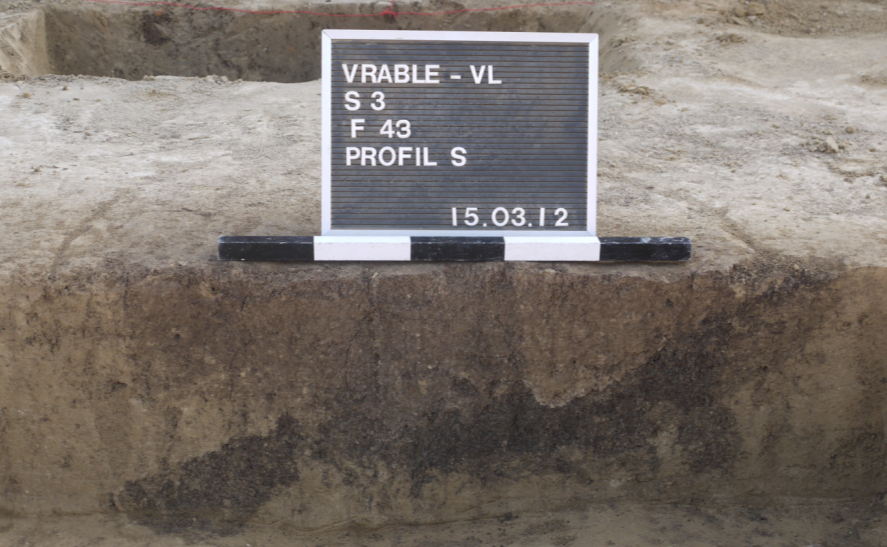 VRABLE - VL
S 3
F 43
PROFIL S
15.03.12